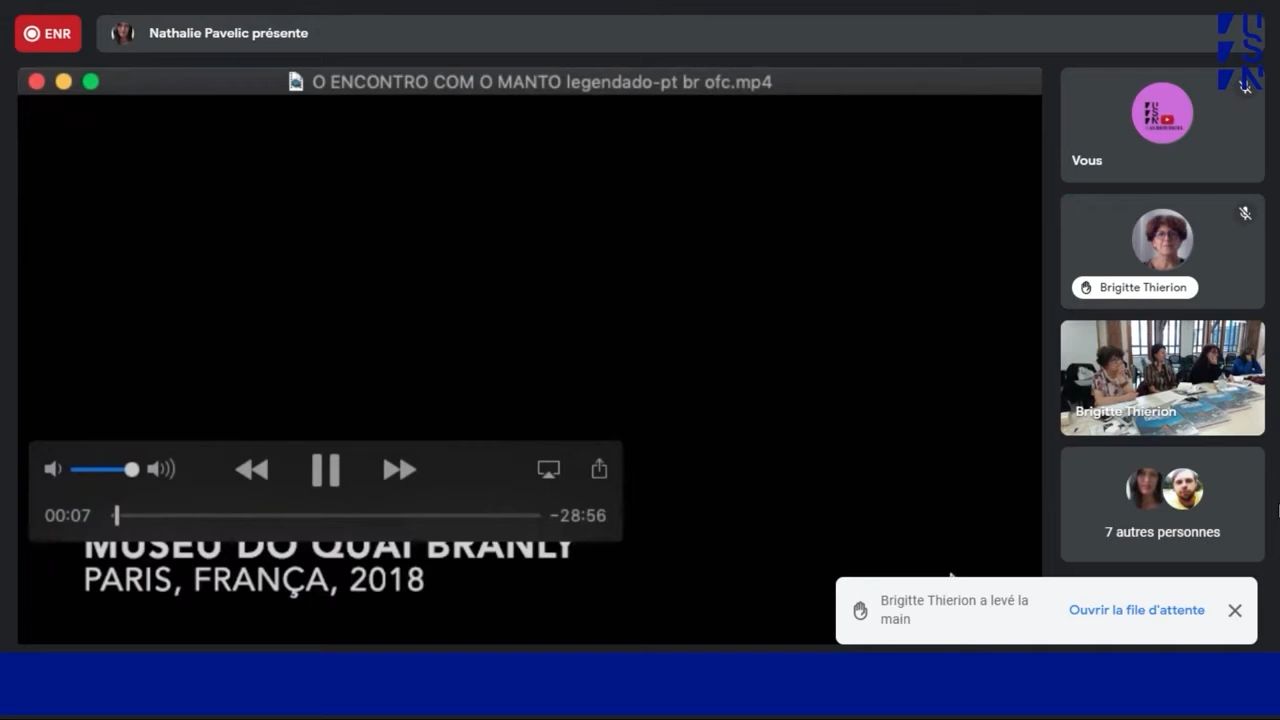 ENR
Nathalie Pavelic présente
O ENCONTRO COM O MANTO legendado-pt br ofc.mp4
USN
Vous
Brigitte Thierion
Brigitte Thierion
7 autres personnes
00:07
-28:56
MUSEU DO QUAI BRANLY
PARIS, FRANÇA, 2018
Brigitte Thierion a levé la
main
Ouvrir la file d'attente